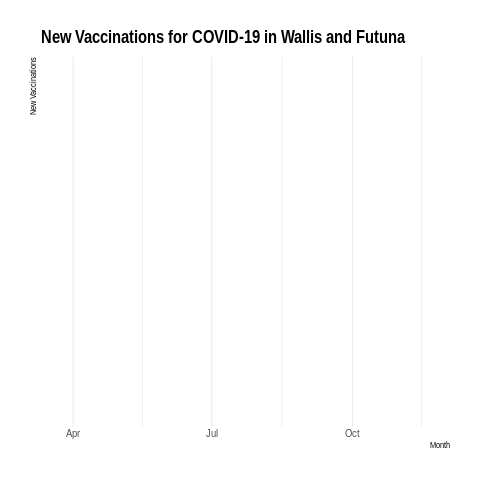 New Vaccinations for COVID-19 in Wallis and Futuna
New Vaccinations
Apr Jul Oct
Month